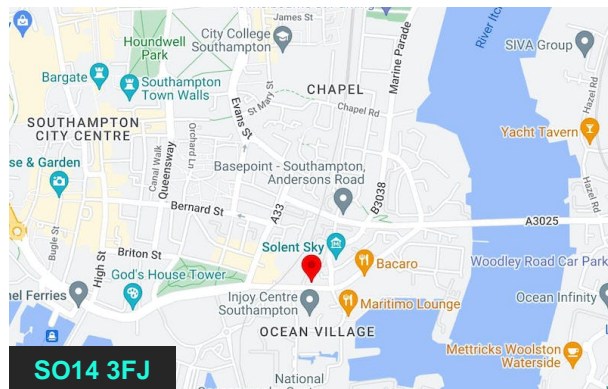 James St
City College
Southampton
SIVA Group
River Itc
Houndwell
Park
Marine Parade
Hazel Rd
Bargate
Southampton
Town Walls
CHAPEL
St Mary St
Chapel Rd
Evans St
SOUTHAMPTON
CITY CENTRE
Yacht Tavern
Orchard Ln
Canal Walk
Queensway
Basepoint - Southampton,
Andersons Road
se & Garden
Hazel Rd
B3038
Bernard St
A33
A3025
Bugle St
High St
Briton St
Solent Sky
Bacaro
Woodley Road Car Park
God's House Tower
nel Ferries
Injoy Centre
Southampton
Maritimo Lounge
Ocean Infinity
OCEAN VILLAGE
Mettricks Woolston
Waterside
National
SO14 3FJ